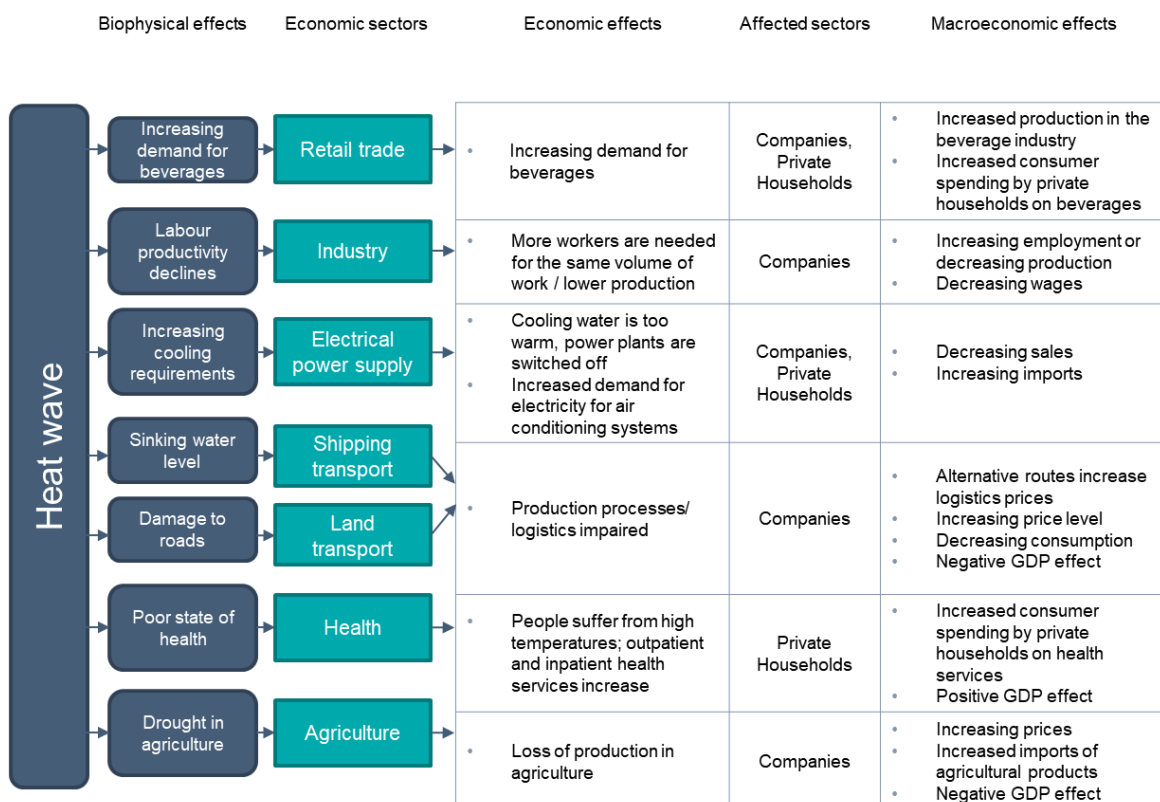 Biophysical effects
Economic sectors
Economic effects
Affected sectors
Macroeconomic effects
Heat wave
Increasing
demand for
beverages
Retail trade
• Increasing demand for
beverages
Companies,
Private
Households
• Increased production in the
beverage industry
• Increased consumer
spending by private
households on beverages
Labour
productivity
declines
Industry
• More workers are needed
for the same volume of
work / lower production
Companies
• Increasing employment or
decreasing production
• Decreasing wages
Increasing
cooling
requirements
Electrical
power supply
• Cooling water is too
warm, power plants are
switched off
• Increased demand for
electricity for air
conditioning systems
Companies,
Private
Households
• Decreasing sales
• Increasing imports
Sinking water
level
Shipping
transport
Damage to
roads
Land
transport
• Production processes/
logistics impaired
Companies
• Alternative routes increase
logistics prices
• Increasing price level
• Decreasing consumption
• Negative GDP effect
Poor state of
health
Health
• People suffer from high
temperatures; outpatient
and inpatient health
services increase
Private
Households
• Increased consumer
spending by private
households on health
services
• Positive GDP effect
Drought in
agriculture
Agriculture
• Loss of production in
agriculture
Companies
• Increasing prices
• Increased imports of
agricultural products
• Negative GDP effect